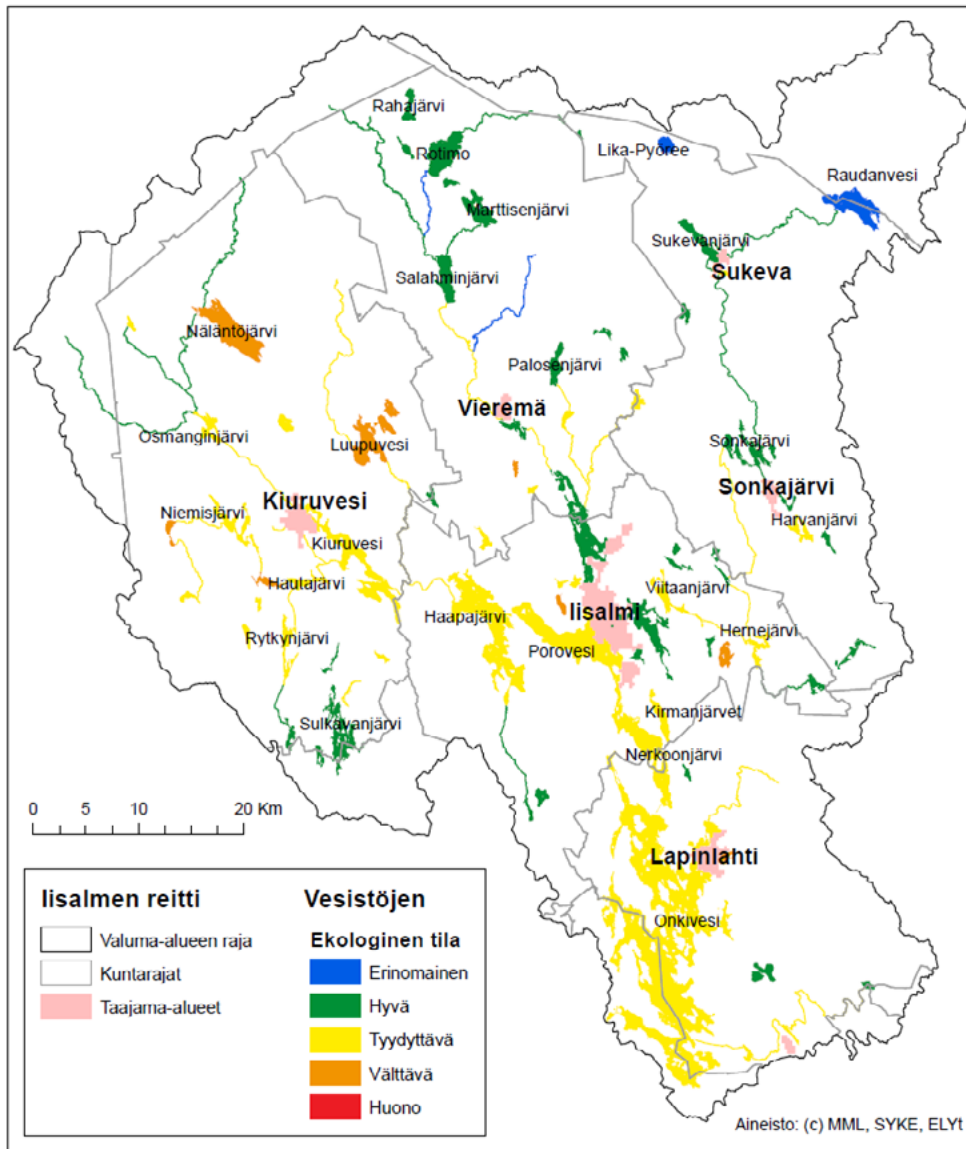 Rahajärvi
Rotimo
Lika-Pyöree
Raudanvesi
Marttisenjärvi
Sukevanjärvi
Sukeva
Salahminjärvi
Näläntöjärvi
Palosenjärvi
Vieremä
Osmanginjärvi
Luupuvesi
Sonkajärvi
Sonkajärvi
Kiuruvesi
Niemisjärvi
Harvanjärvi
Kiuruvesi
Hautajärvi
Viitaanjärvi
Haapajärvi
Iisalmi
Rytkynjärvi
Porovesi
Hernejärvi
Kirmanjärvet
Sulkavanjärvi
Nerkoonjärvi
0 5 10 20 Km
Lapinlahti
Onkivesi
Iisalmen reitti
Valuma-alueen raja
Kuntarajat
Taajama-alueet
Vesistöjen
Ekologinen tila
Erinomainen
Hyvä
Tyydyttävä
Välttävä
Huono
Aineisto: (c) MML, SYKE, ELYt